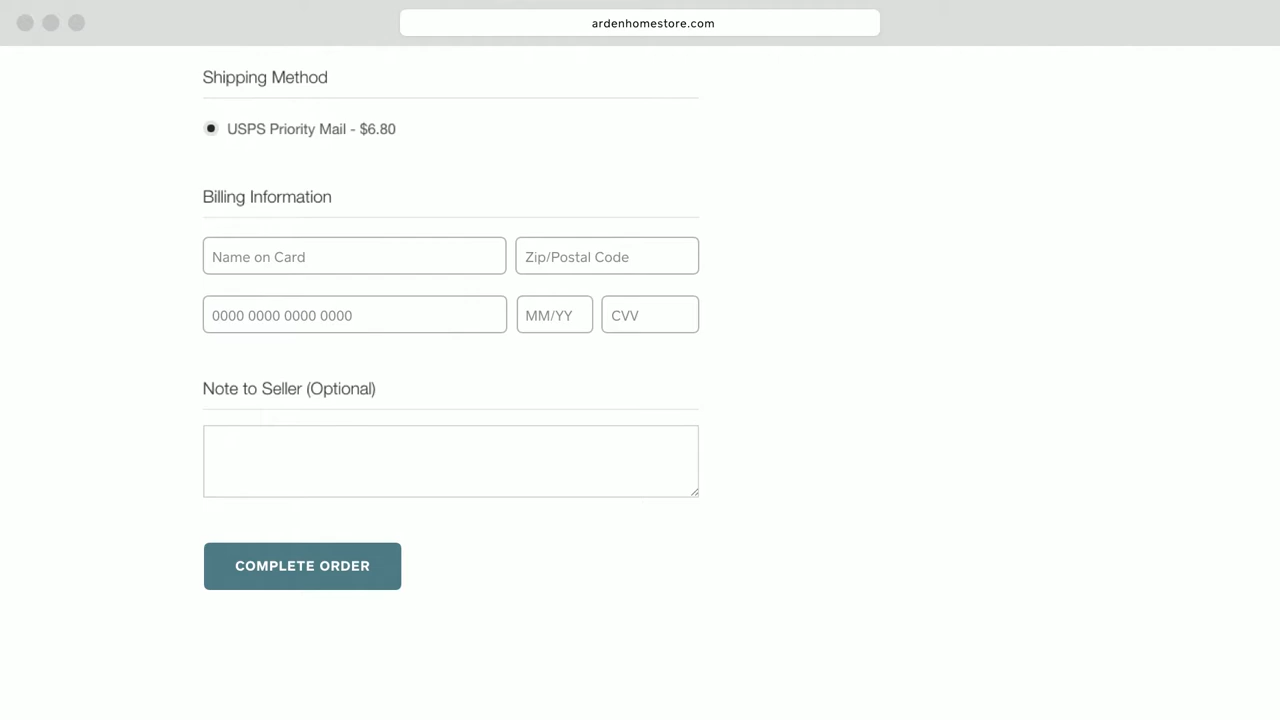 ardenhomestore.com
Shipping Method
USPS Priority Mail - $6.80
Billing Information
Name on Card Zip/Postal Code
0000 0000 0000 0000 MM/YY CVV
Note to Seller (Optional)
COMPLETE ORDER